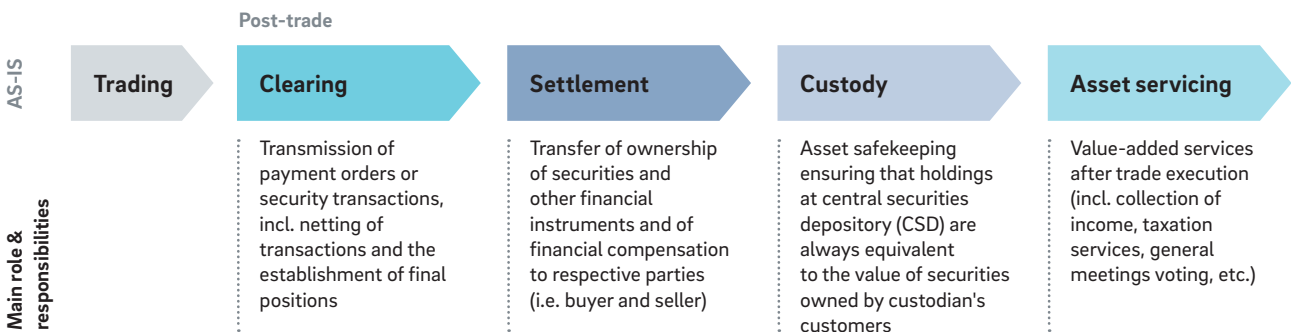 Post-trade
AS-IS
Trading
Clearing
Settlement
Custody
Asset servicing
Main role &
responsibilities
Transmission of
payment orders or
security transactions,
incl. netting of
transactions and the
establishment of final
positions
Transfer of ownership
of securities and
other financial
instruments and of
financial compensation
to respective parties
(i.e. buyer and seller)
Asset safekeeping
ensuring that holdings
at central securities
depository (CSD) are
always equivalent
to the value of securities
owned by custodian's
customers
Value-added services
after trade execution
(incl. collection of
income, taxation
services, general
meetings voting, etc.)